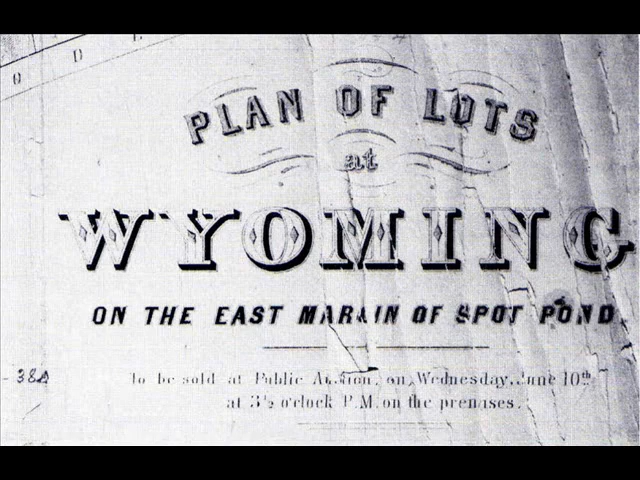 O D E
PLAN OF LOTS
at
WYOMING
ON THE EAST MARGIN OF SPOT POND
- 38A
To be sold at Public Auction, on, Wednesday, June 10th
at 3½ o'clock P.M. on the premises.